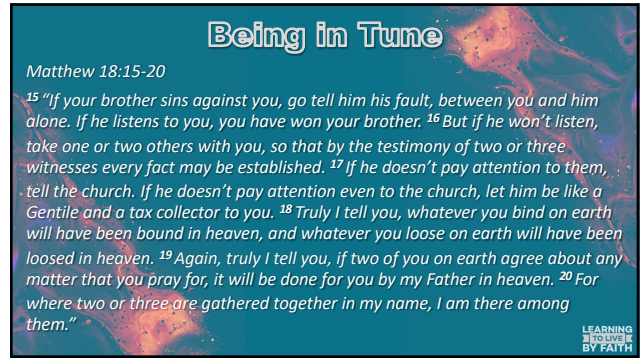 Being in Tune
Matthew 18:15-20
15 “If your brother sins against you, go tell him his fault, between you and him
alone. If he listens to you, you have won your brother. 16 But if he won’t listen,
take one or two others with you, so that by the testimony of two or three
witnesses every fact may be established. 17 If he doesn’t pay attention to them,
tell the church. If he doesn’t pay attention even to the church, let him be like a
Gentile and a tax collector to you. 18 Truly I tell you, whatever you bind on earth
will have been bound in heaven, and whatever you loose on earth will have been
loosed in heaven. 19 Again, truly I tell you, if two of you on earth agree about any
matter that you pray for, it will be done for you by my Father in heaven. 20 For
where two or three are gathered together in my name, I am there among
them.”
LEARNING
TO LIVE
BY FAITH